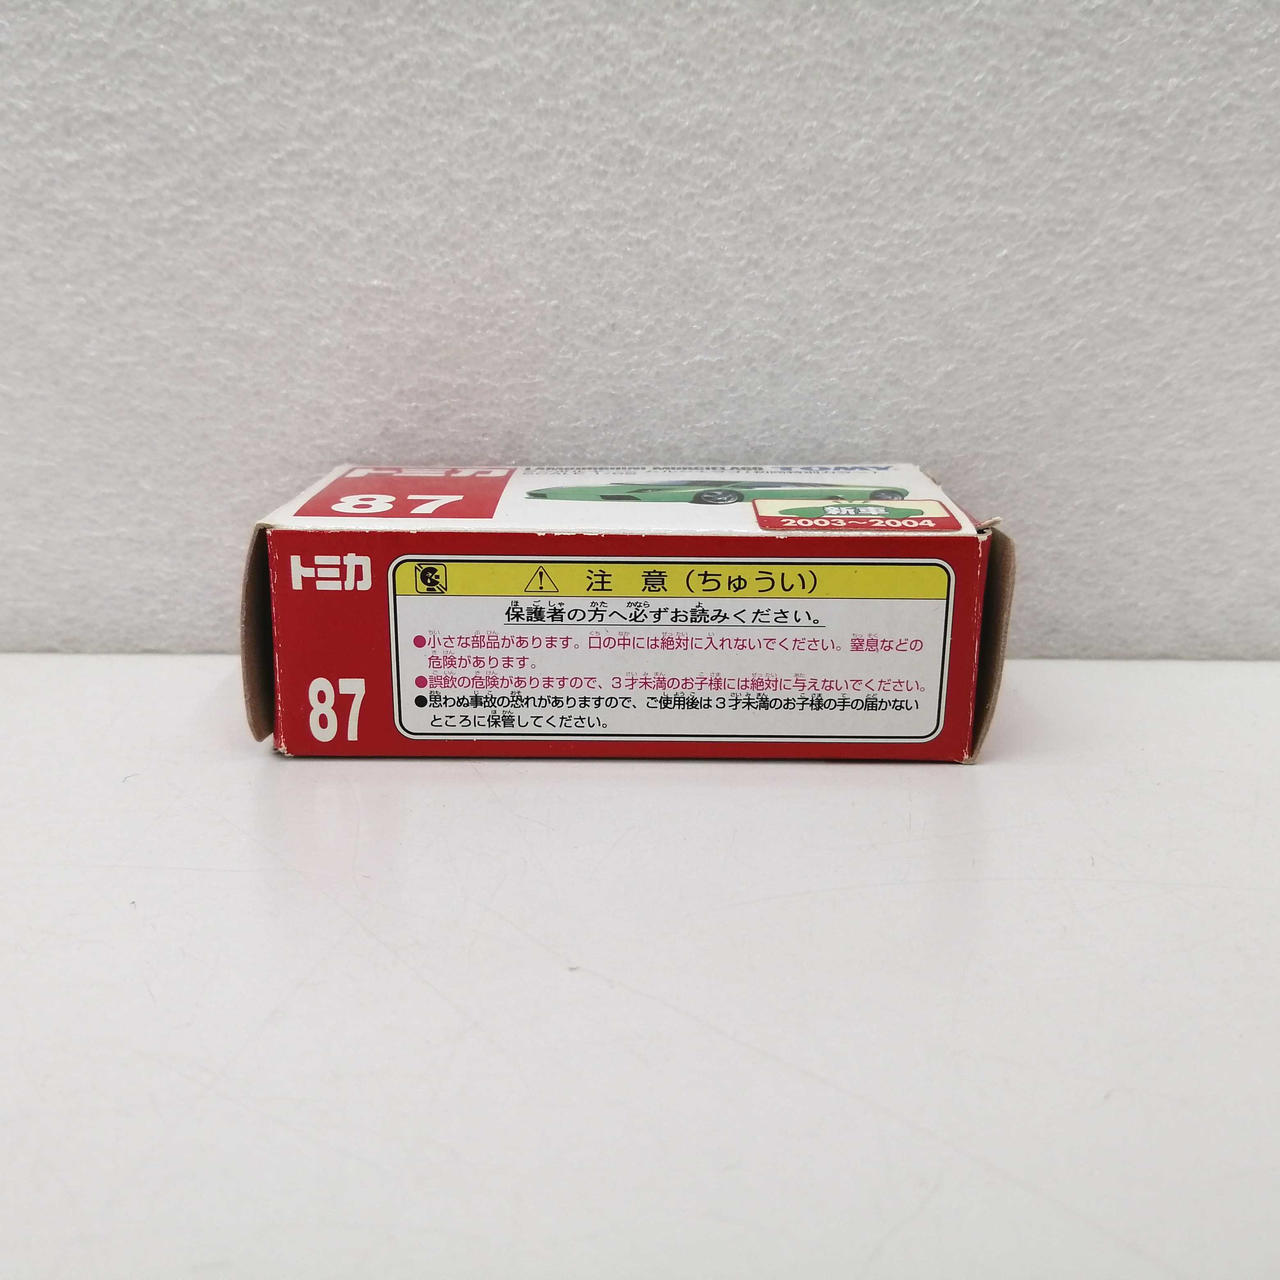 トミカ
87
LAMBORGHINI MURCIELAGO
TOMY
新車
2003~2004
トミカ
87
注 意(ちゅうい)
保護者の方へ必ずお読みください。
●小さな部品があります。口の中には絶対に入れないでください。窒息などの
危険があります。
●誤飲の危険がありますので、3才未満のお子様には絶対に与えないでください。
●思わぬ事故の恐れがありますので、ご使用後は3才未満のお子様の手の届かない
ところに保管してください。